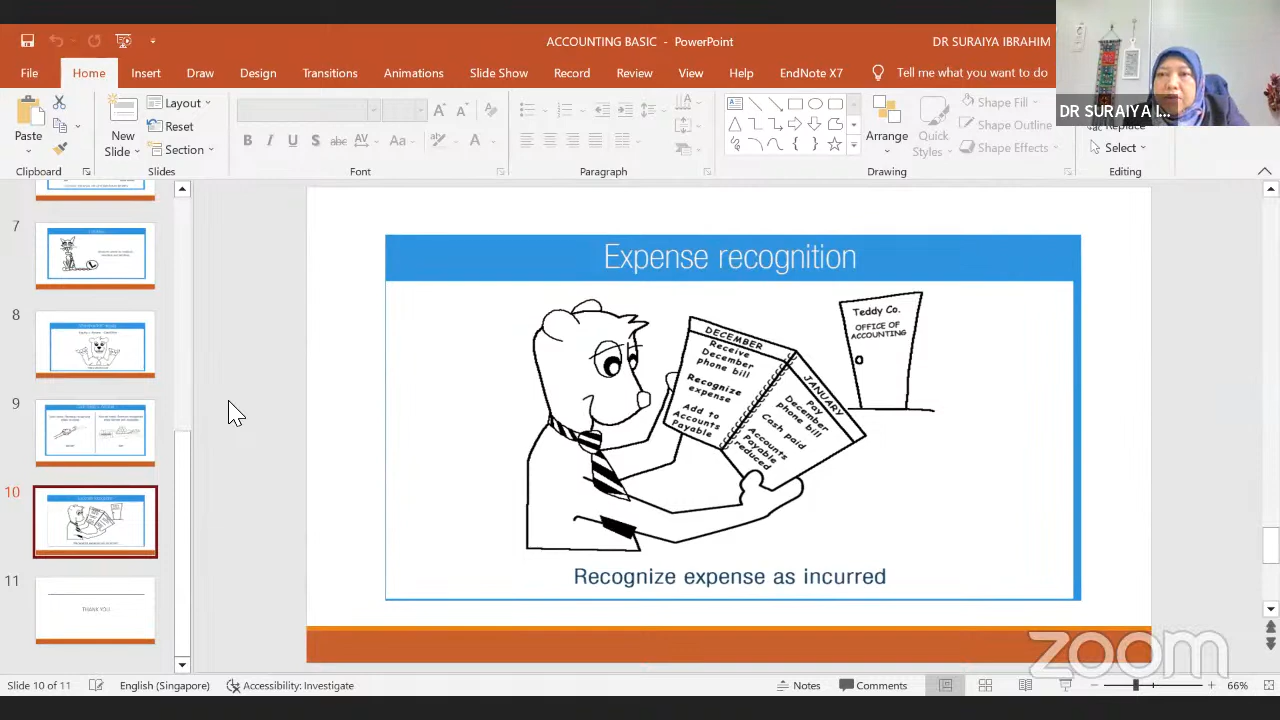 ACCOUNTING BASIC - PowerPoint
DR SURAIYA IBRAHIM
File Home Insert Draw Design Transitions Animations Slide Show Record Review View Help EndNote X7 Tell me what you want to do
DR SURAIYA I...
Paste
New
Slide
Layout
Reset
Section
Arrange
Quick
Styles
Shape Fill
Shape Outline
Shape Effects
Replace
Select
Clipboard Slides Font Paragraph Drawing Editing
7
8
9
10
11
THANK YOU
Expense recognition
DECEMBER
Receive
December
phone bill
Recognize
expense
Add to
Accounts
Payable
JANUARY
Pay
December
phone bill
Cash paid
Accounts
Payable
reduced
Teddy Co.
OFFICE OF
ACCOUNTING
Recognize expense as incurred
zoom
Slide 10 of 11 English (Singapore) Accessibility: Investigate Notes Comments 66%